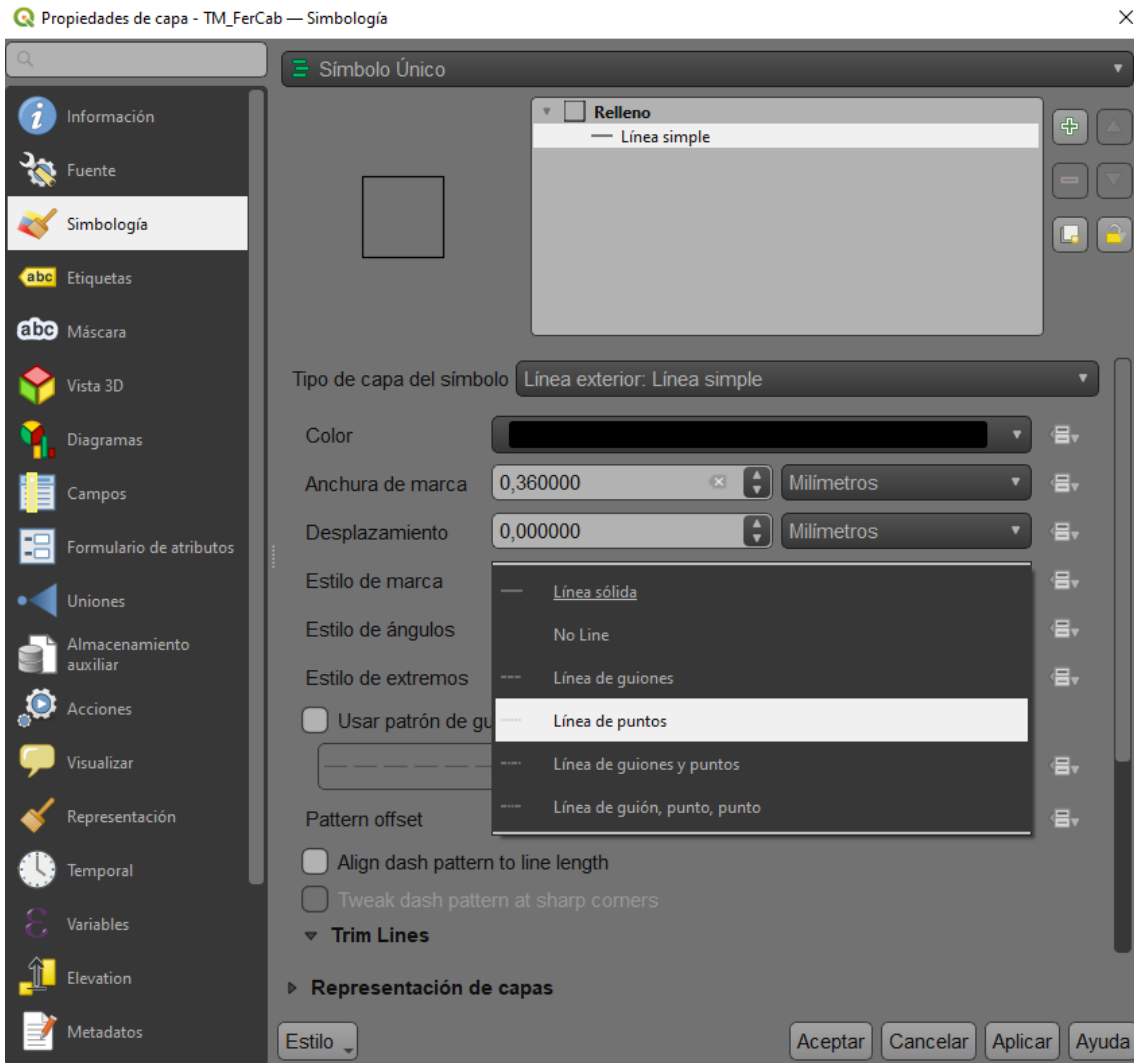 Propiedades de capa - TM_FerCab — Simbología
Información
Fuente
Simbología
abc Etiquetas
abc Máscara
Vista 3D
Diagramas
Campos
Formulario de atributos
Uniones
Almacenamiento
auxiliar
Acciones
Visualizar
Representación
Temporal
Variables
Elevation
Metadatos
Símbolo Único
Relleno
Línea simple
Tipo de capa del símbolo Línea exterior: Línea simple
Color
Anchura de marca 0,360000 Milímetros
Desplazamiento 0,000000 Milímetros
Estilo de marca
Línea sólida
No Line
Línea de guiones
Línea de puntos
Línea de guiones y puntos
Línea de guión, punto, punto
Estilo de ángulos
Estilo de extremos
Usar patrón de gu
Pattern offset
Align dash pattern to line length
Tweak dash pattern at sharp corners
Trim Lines
Representación de capas
Estilo Aceptar Cancelar Aplicar Ayuda